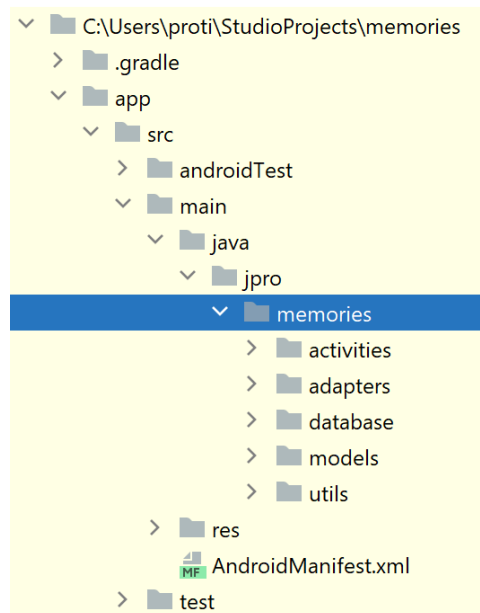 C:\Users\proti\StudioProjects\memories
.gradle
app
src
androidTest
main
java
jpro
memories
activities
adapters
database
models
utils
res
MF AndroidManifest.xml
test